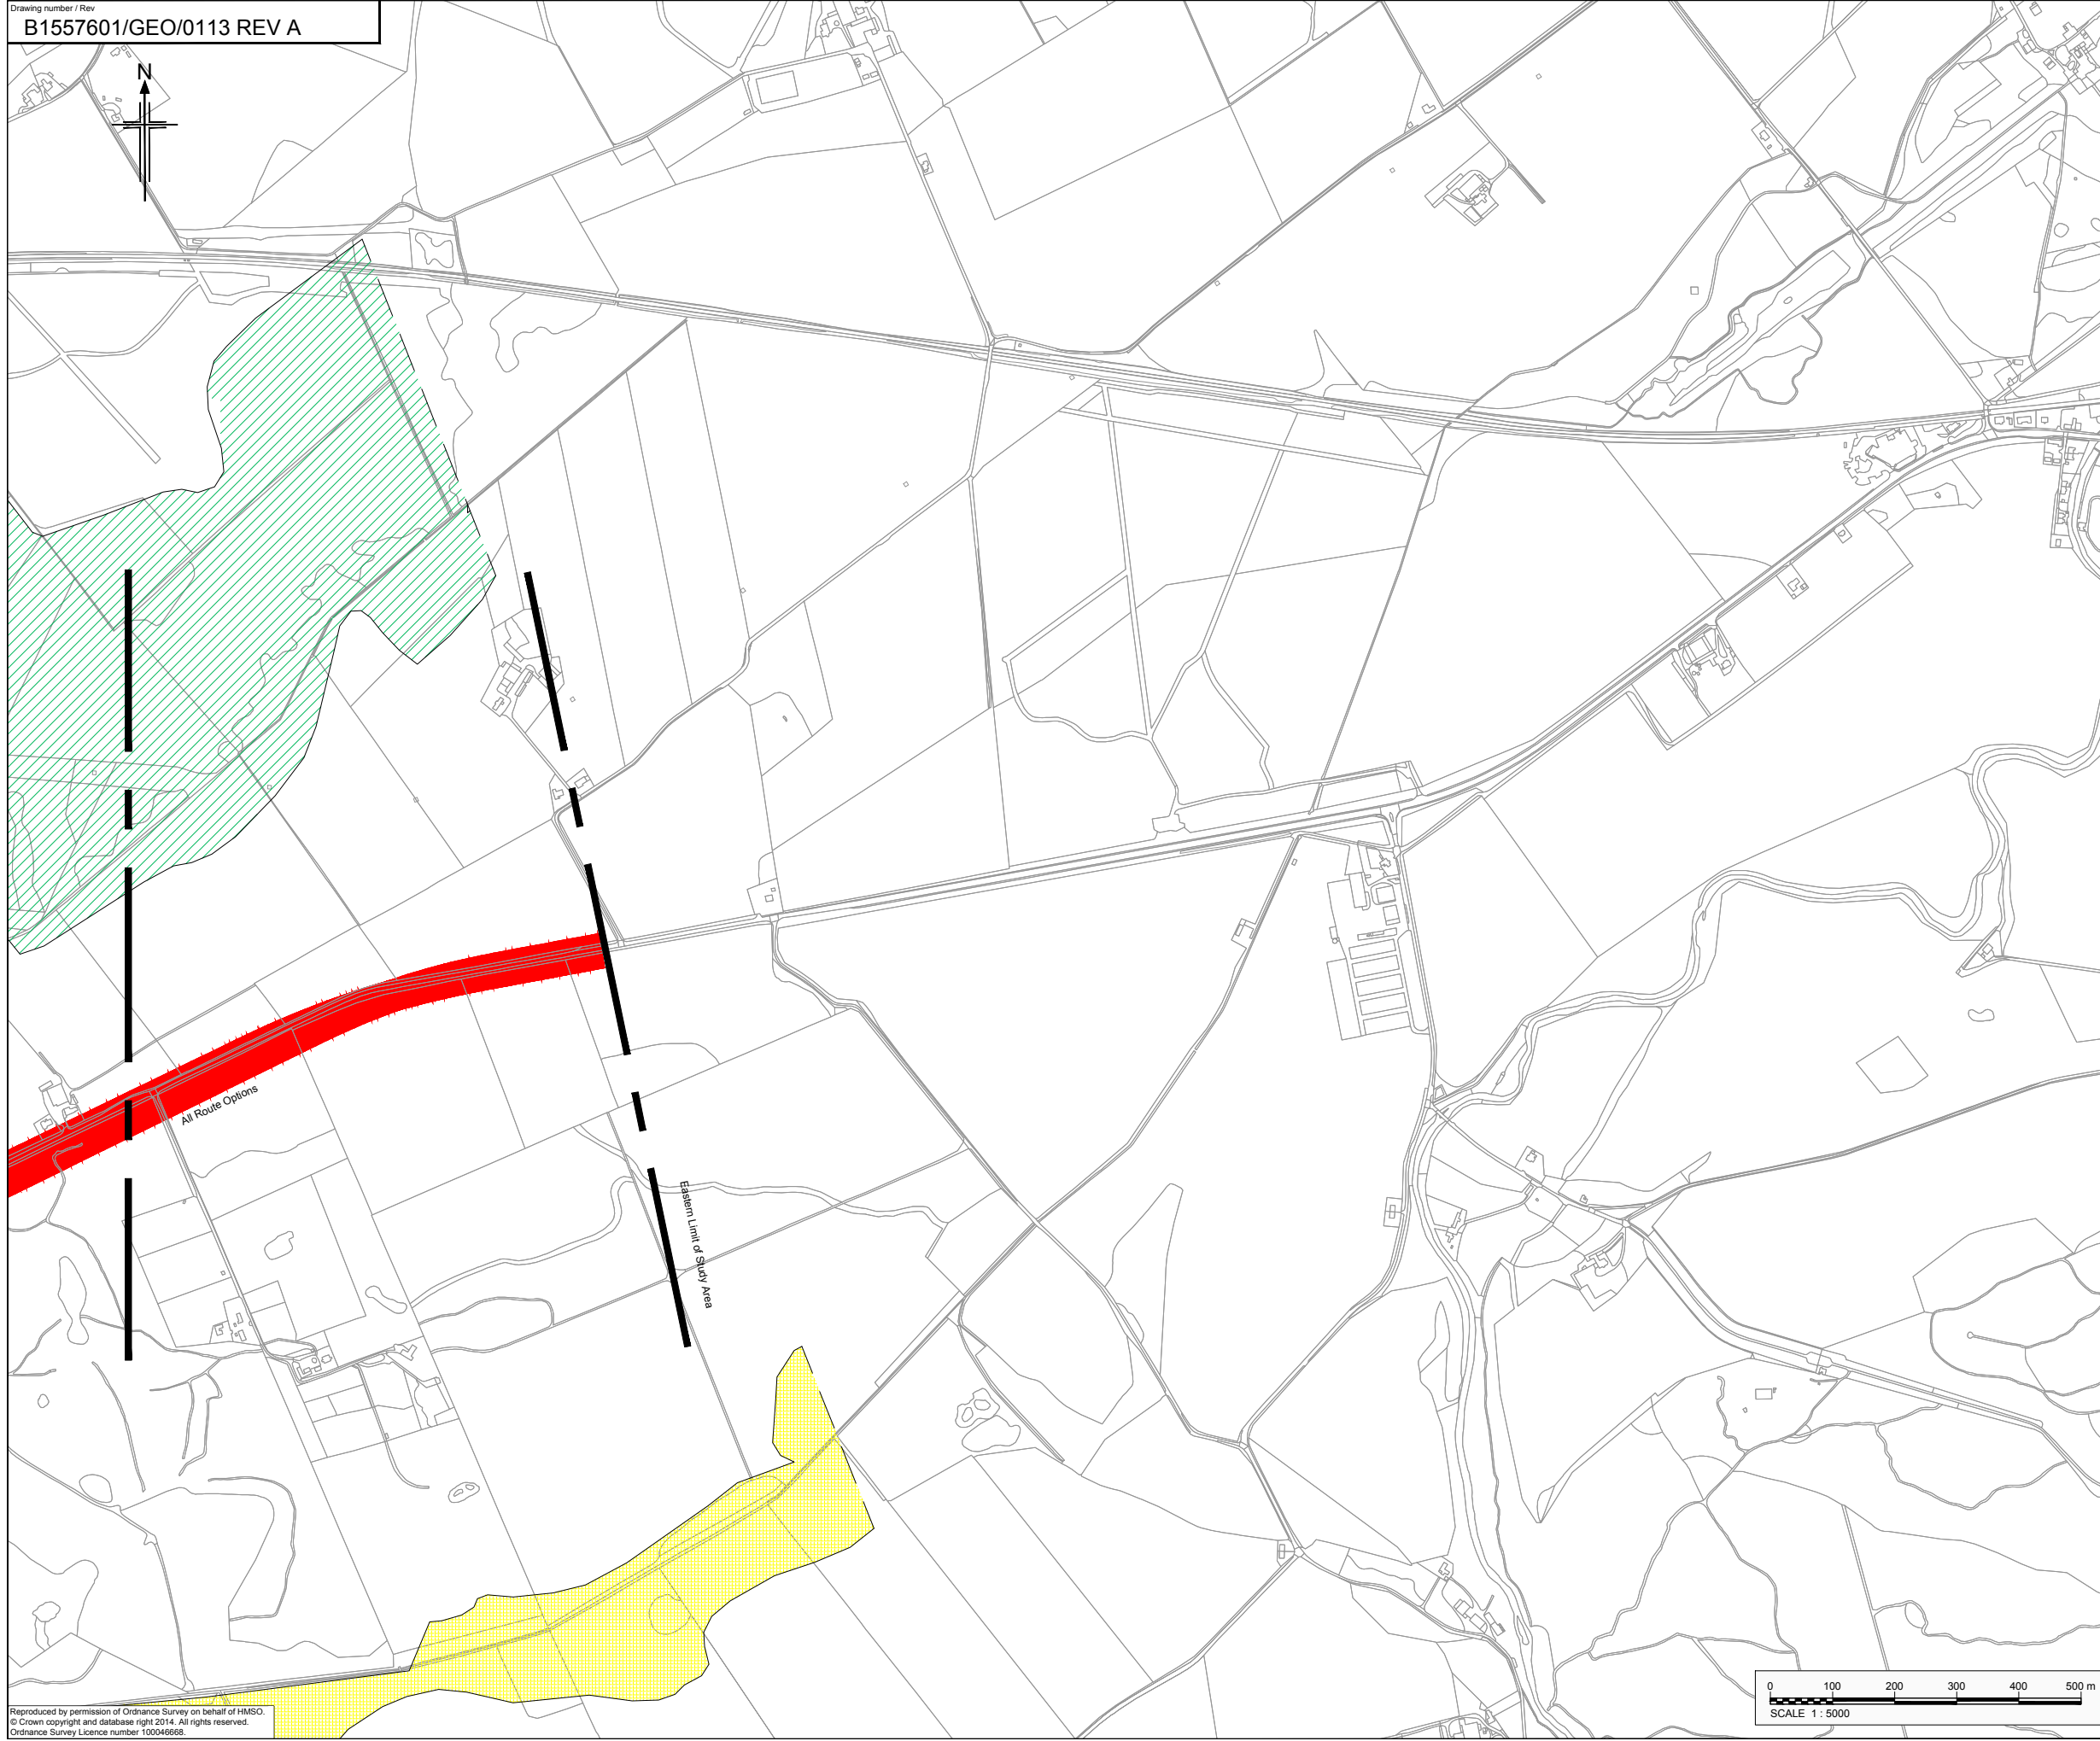 Drawing number / Rev
B1557601/GEO/0113 REV A
N
All Route Options
Eastern Limit of Study Area
0 100 200 300 400 500 m
SCALE 1 : 5000
Reproduced by permission of Ordnance Survey on behalf of HMSO.
© Crown copyright and database right 2014. All rights reserved.
Ordnance Survey Licence number 100046668.